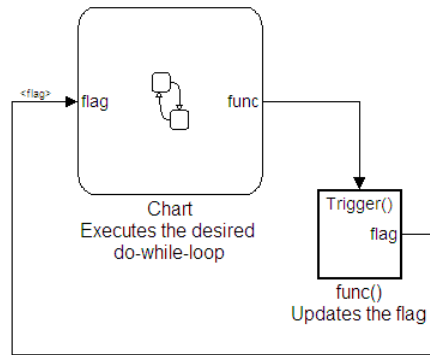 <flag>
flag
func
Chart
Executes the desired
do-while-loop
Trigger()
flag
func()
Updates the flag